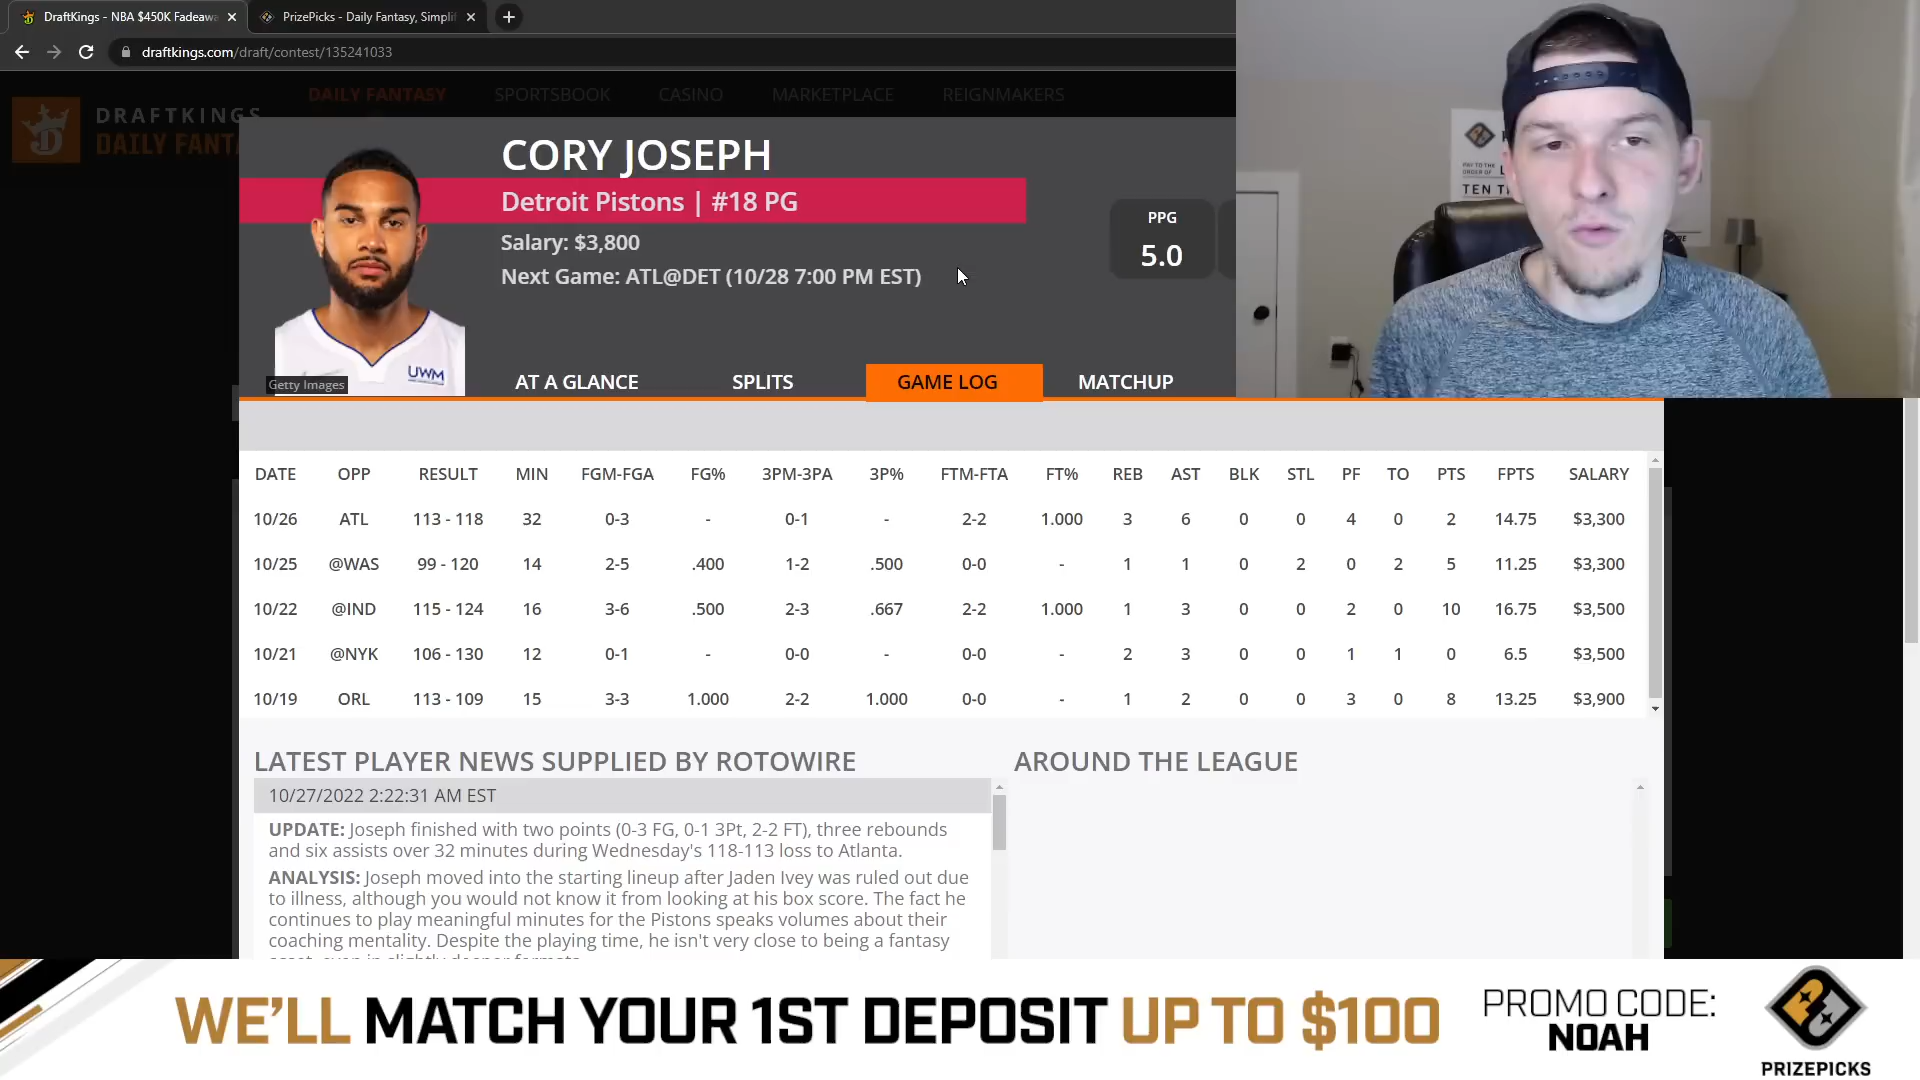 DraftKings - NBA $450K Fadeawa
PrizePicks - Daily Fantasy, Simplif
draftkings.com/draft/contest/135241033
DRAFTKINGS
DAILY FANTA
DAILY FANTASY SPORTSBOOK CASINO MARKETPLACE REIGNMAKERS
CORY JOSEPH
Detroit Pistons | #18 PG
Salary: $3,800
Next Game: ATL@DET (10/28 7:00 PM EST)
PPG
5.0
PAY TO THE
ORDER OF
TEN T
UWM
Getty Images
AT A GLANCE SPLITS GAME LOG MATCHUP
DATE OPP RESULT MIN FGM-FGA FG% 3PM-3PA 3P% FTM-FTA FT% REB AST BLK STL PF TO PTS FPTS SALARY
10/26 ATL 113 - 118 32 0-3 - 0-1 - 2-2 1.000 3 6 0 0 4 0 2 14.75 $3,300
10/25 @WAS 99 - 120 14 2-5 .400 1-2 .500 0-0 - 1 1 0 2 0 2 5 11.25 $3,300
10/22 @IND 115 - 124 16 3-6 .500 2-3 .667 2-2 1.000 1 3 0 0 2 0 10 16.75 $3,500
10/21 @NYK 106 - 130 12 0-1 - 0-0 - 0-0 - 2 3 0 0 1 1 0 6.5 $3,500
10/19 ORL 113 - 109 15 3-3 1.000 2-2 1.000 0-0 - 1 2 0 0 3 0 8 13.25 $3,900
LATEST PLAYER NEWS SUPPLIED BY ROTOWIRE
AROUND THE LEAGUE
10/27/2022 2:22:31 AM EST
UPDATE: Joseph finished with two points (0-3 FG, 0-1 3Pt, 2-2 FT), three rebounds
and six assists over 32 minutes during Wednesday's 118-113 loss to Atlanta.
ANALYSIS: Joseph moved into the starting lineup after Jaden Ivey was ruled out due
to illness, although you would not know it from looking at his box score. The fact he
continues to play meaningful minutes for the Pistons speaks volumes about their
coaching mentality. Despite the playing time, he isn't very close to being a fantasy
WE'LL MATCH YOUR 1ST DEPOSIT UP TO $100
PROMO CODE:
NOAH
PRIZEPICKS